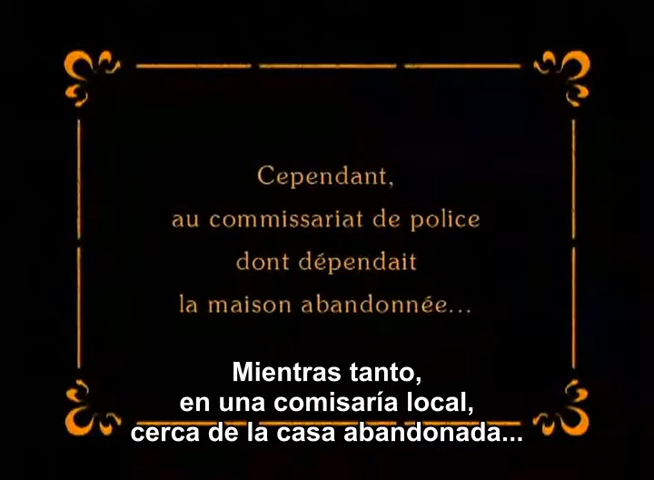 Cependant,
au commissariat de police
dont dépendait
la maison abandonnée...
Mientras tanto,
en una comisaría local,
cerca de la casa abandonada...